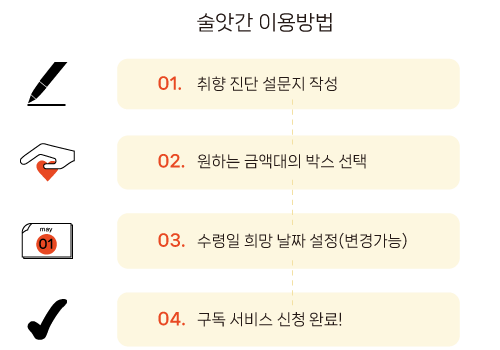 술앗간 이용방법
01. 취향 진단 설문지 작성
02. 원하는 금액대의 박스 선택
may
01
03. 수령일 희망 날짜 설정(변경가능)
04. 구독 서비스 신청 완료!